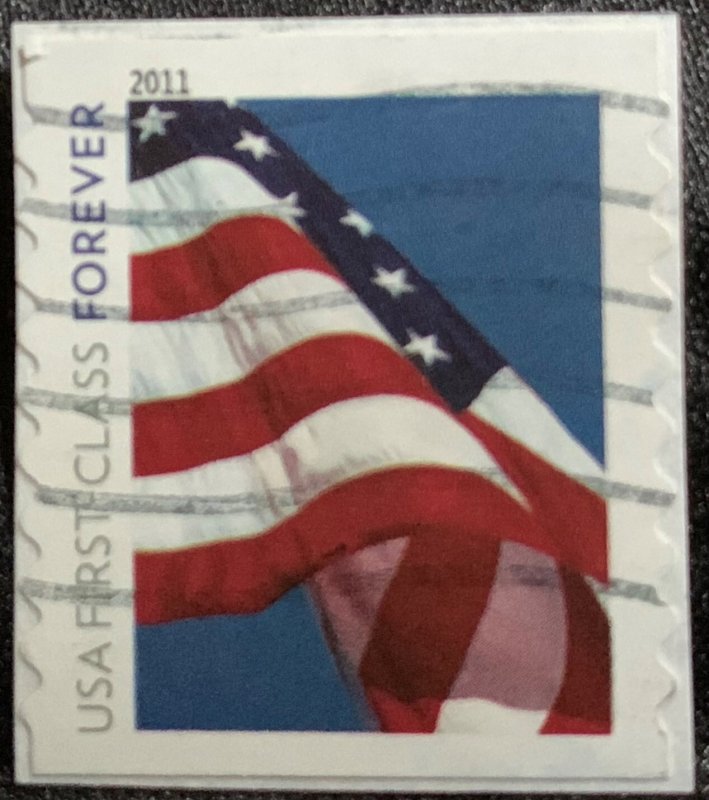 2011
USA FIRST-CLASS FOREVER